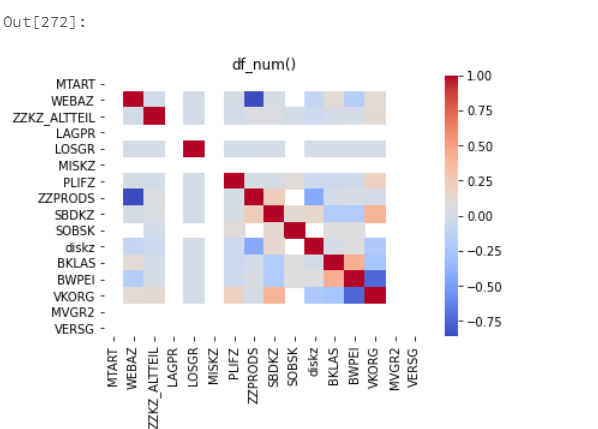 Out[272]:
df_num()
MTART
WEBAZ
ZZKZ_ALTTEIL
LAGPR
LOSGR
MISKZ
PLIFZ
ZZPRODS
SBDKZ
SOBSK
diskz
BKLAS
BWPEI
VKORG
MVGR2
VERSG
1.00
0.75
0.50
0.25
0.00
−0.25
−0.50
−0.75
MTART
WEBAZ
ZZKZ_ALTTEIL
LAGPR
LOSGR
MISKZ
PLIFZ
ZZPRODS
SBDKZ
SOBSK
diskz
BKLAS
BWPEI
VKORG
MVGR2
VERSG